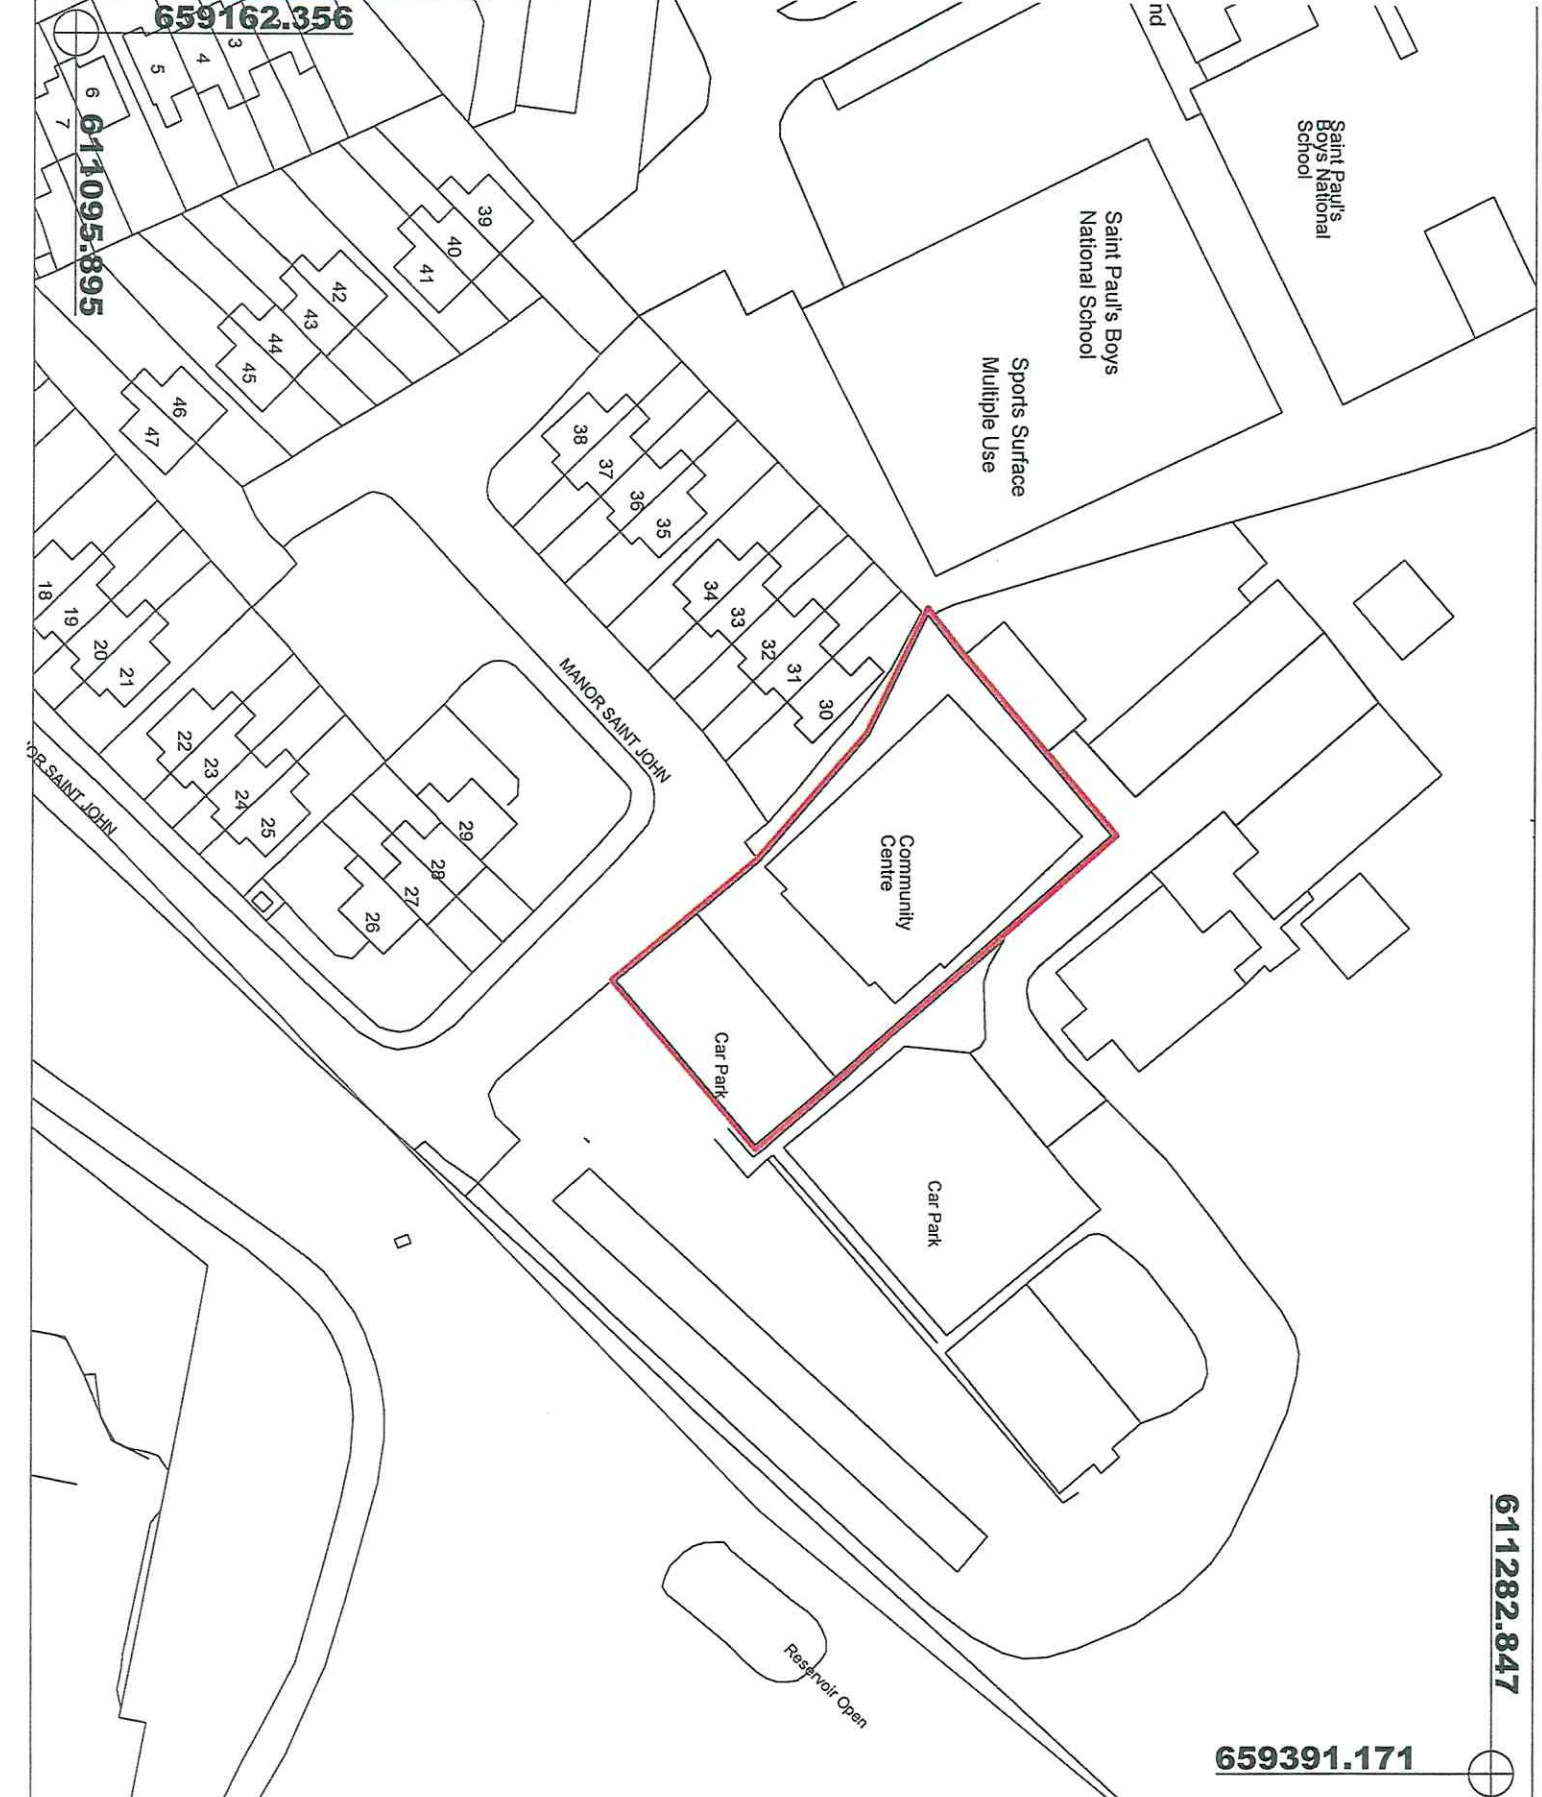 659162.356
611095.895
3
4
5
6
7
nd
Saint Paul's
Boys National
School
Saint Paul's Boys
National School
Sports Surface
Multiple Use
39
40
41
42
43
44
45
46
47
38
37
36
35
34
33
32
31
30
18
19
20
21
22
23
24
25
29
28
27
26
MANOR SAINT JOHN
OR SAINT JOHN
Community
Centre
Car Park
Car Park
Reservoir Open
611282.847
659391.171